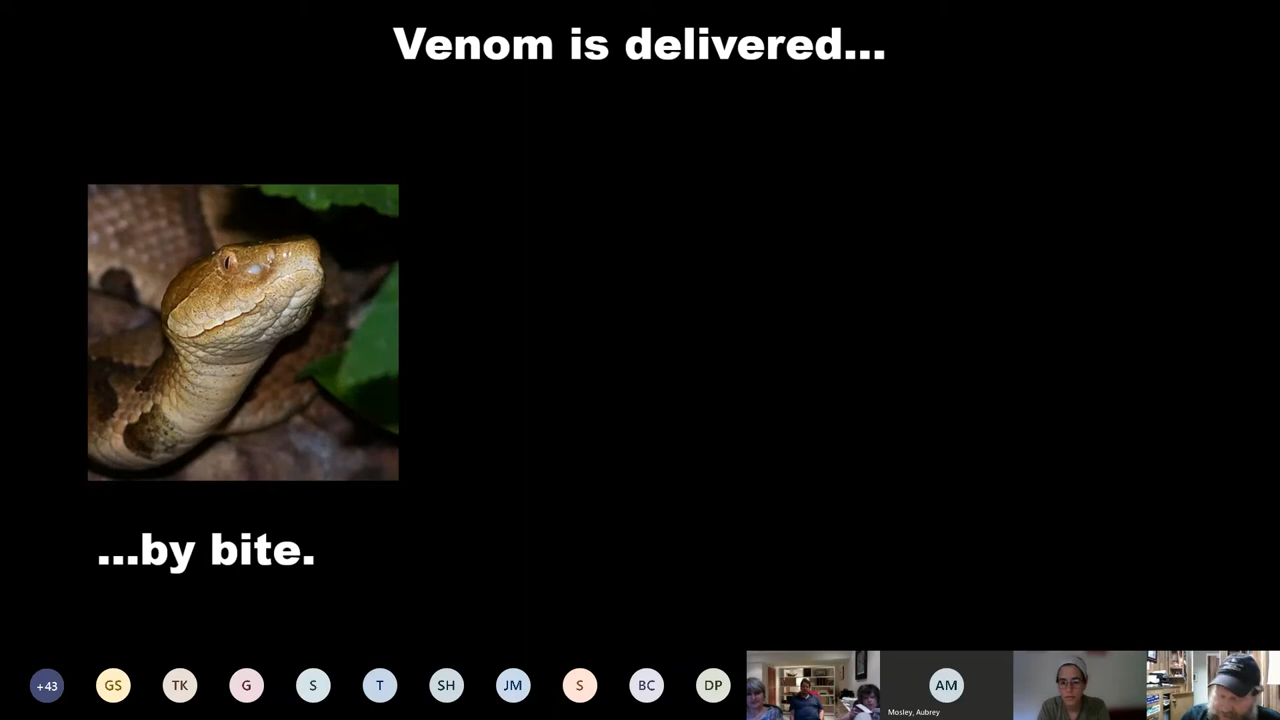 Venom is delivered...
...by bite.
+43
GS
TK
G
S
T
SH
JM
S
BC
DP
AM
Mosley, Aubrey